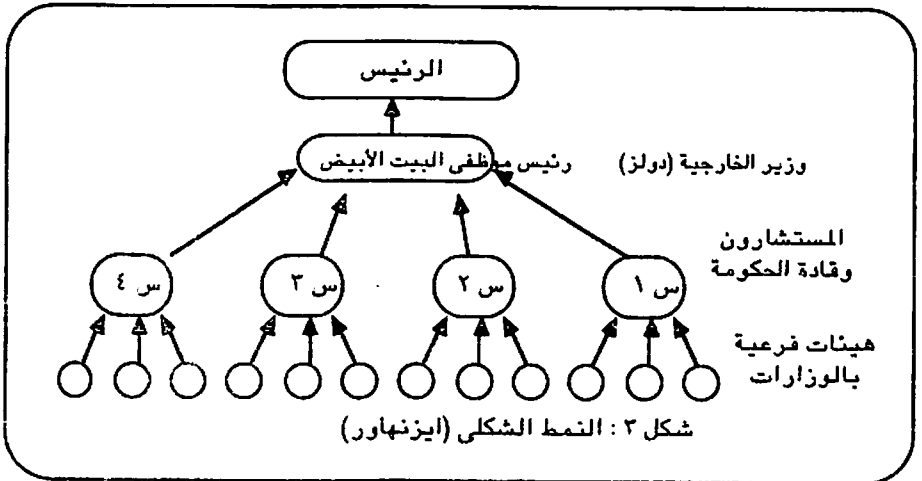 الرئيس
رئيس موظفى البيت الأبيض
وزير الخارجية (دولز)
المستشارون
وقادة الحكومة
س ١
س ٢
س ٣
س ٤
هيئات فرعية
بالوزارات
شكل ٣ : النمط الشكلى (ايزنهاور)